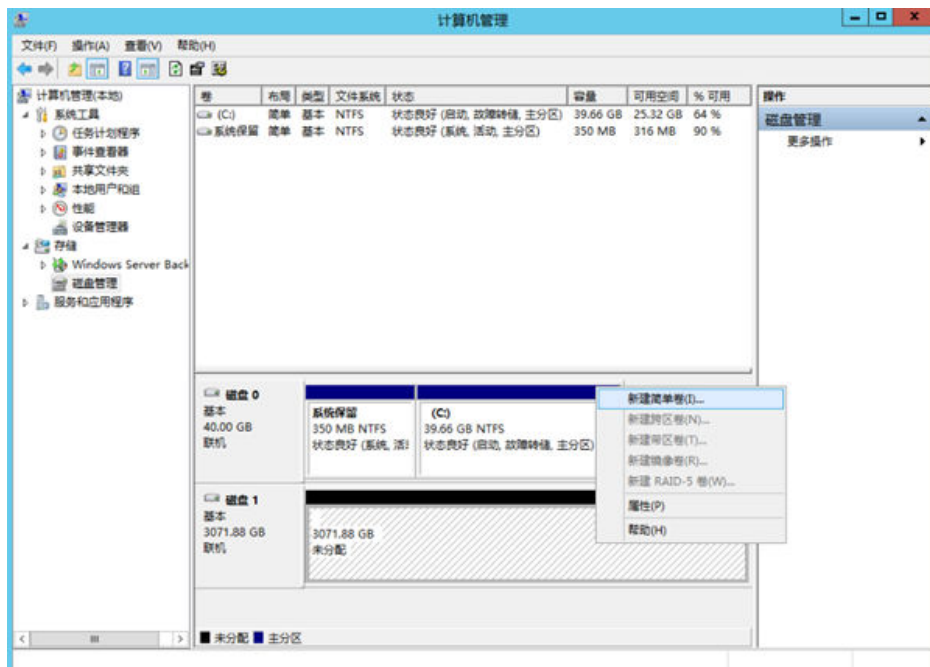 计算机管理
文件(F) 操作(A) 查看(V) 帮助(H)
计算机管理(本地)
系统工具
任务计划程序
事件查看器
共享文件夹
本地用户和组
性能
设备管理器
存储
Windows Server Back
磁盘管理
服务和应用程序
卷 布局 类型 文件系统 状态 容量 可用空间 % 可用
(C:) 简单 基本 NTFS 状态良好 (启动, 故障转储, 主分区) 39.66 GB 25.32 GB 64 %
系统保留 简单 基本 NTFS 状态良好 (系统, 活动, 主分区) 350 MB 316 MB 90 %
操作
磁盘管理
更多操作
磁盘 0
基本
40.00 GB
联机
系统保留
350 MB NTFS
状态良好 (系统, 活动
(C:)
39.66 GB NTFS
状态良好 (启动, 故障转储, 主分区)
磁盘 1
基本
3071.88 GB
联机
3071.88 GB
未分配
新建简单卷(I)...
新建跨区卷(N)...
新建带区卷(T)...
新建镜像卷(R)...
新建 RAID-5 卷(W)...
属性(P)
帮助(H)
未分配 主分区